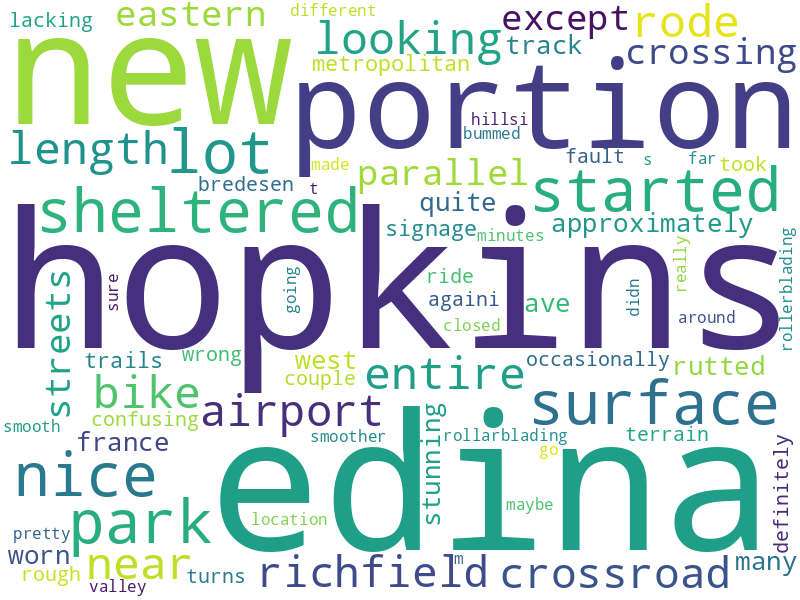 lacking eastern different
new looking except rode
track crossing
metropolitan
portion
hillsi
bummed
length lot made fault s far took
bredesen t parallel
sheltered quite started
signage minutes approximately
hopkins
streets sure going ride didn really rollerblading
againi ave
closed around
trails wrong west entire occasionally rutted
couple
bike airport surface
confusing
smooth france smoother rollarblading terrain
stunning go definitely
nice edina
park location maybe
pretty
worn near richfield m crossroad many
rough turns
valley